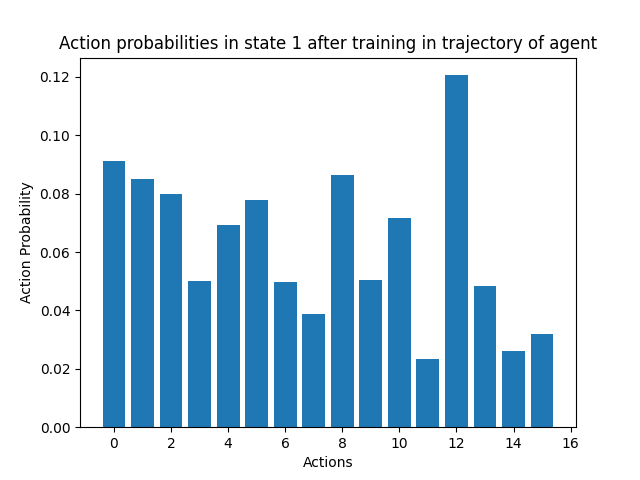 Action probabilities in state 1 after training in trajectory of agent
0.12
0.10
0.08
0.06
0.04
0.02
0.00
Action Probability
0 2 4 6 8 10 12 14 16
Actions